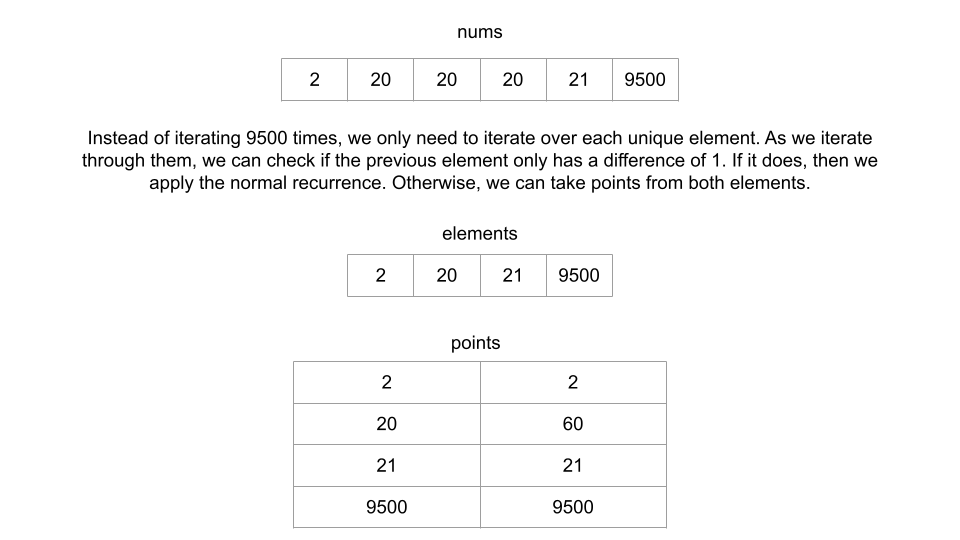 nums
2 20 20 20 21 9500
Instead of iterating 9500 times, we only need to iterate over each unique element. As we iterate
through them, we can check if the previous element only has a difference of 1. If it does, then we
apply the normal recurrence. Otherwise, we can take points from both elements.
elements
2 20 21 9500
points
2 2
20 60
21 21
9500 9500